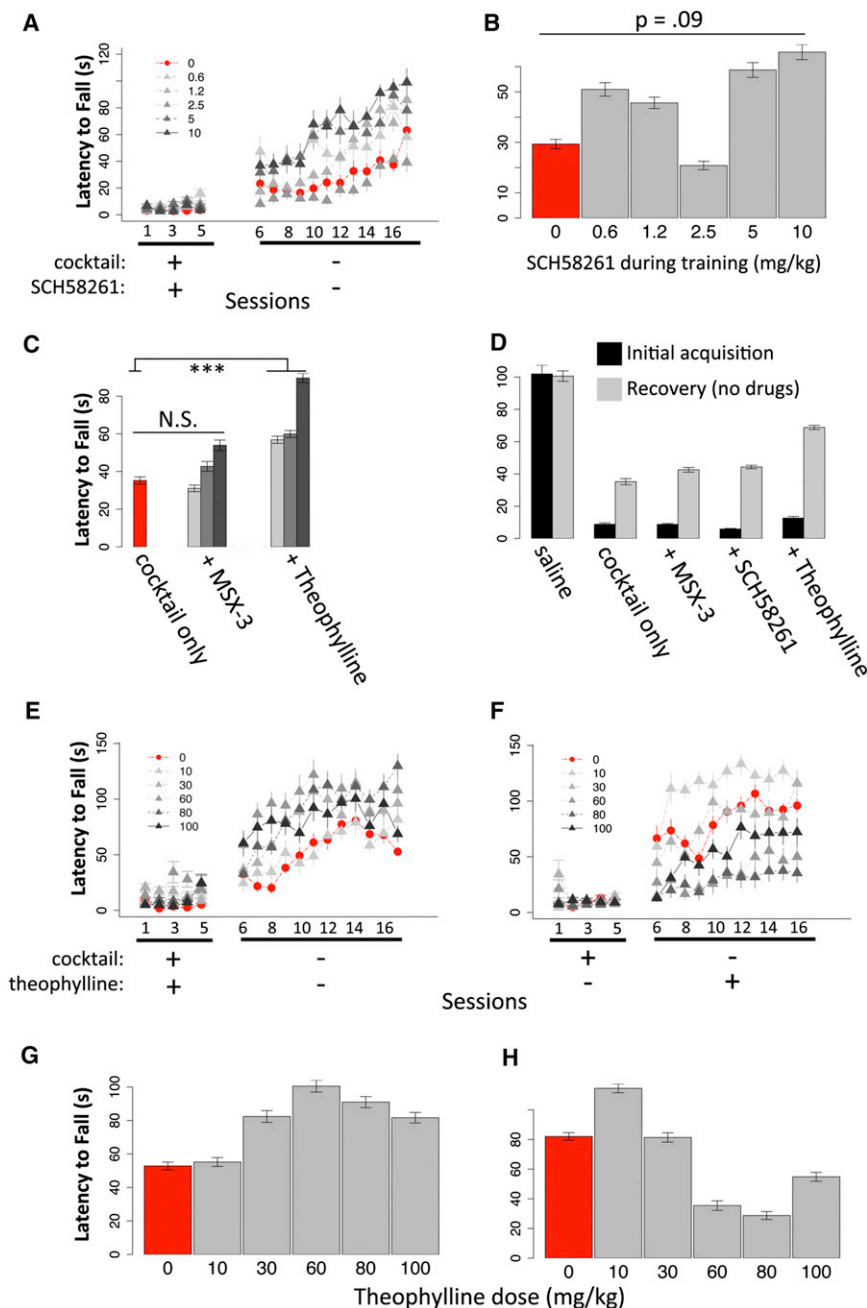 A
Latency to Fall (s)
0 20 40 60 80 100 120
0
0.6
1.2
2.5
5
10
1 3 5 6 8 10 12 14 16
cocktail: + -
SCH58261: + -
Sessions
B
p = .09
0 10 30 50
0 0.6 1.2 2.5 5 10
SCH58261 during training (mg/kg)
C
Latency to Fall (s)
0 20 40 60 80
***
N.S.
cocktail only
+ MSX-3
+ Theophylline
D
Initial acquisition
Recovery (no drugs)
0 20 40 60 80 100
saline
cocktail only
+ MSX-3
+ SCH58261
+ Theophylline
E
Latency to Fall (s)
0 50 100 150
0
10
30
60
80
100
1 3 5 6 8 10 12 14 16
cocktail: + -
theophylline: + -
F
0 50 100 150
0
10
30
60
80
100
1 3 5 6 8 10 12 14 16
+ -
- +
Sessions
G
Latency to Fall (s)
0 20 40 60 80 100
0 10 30 60 80 100
H
0 20 40 60 80
0 10 30 60 80 100
Theophylline dose (mg/kg)